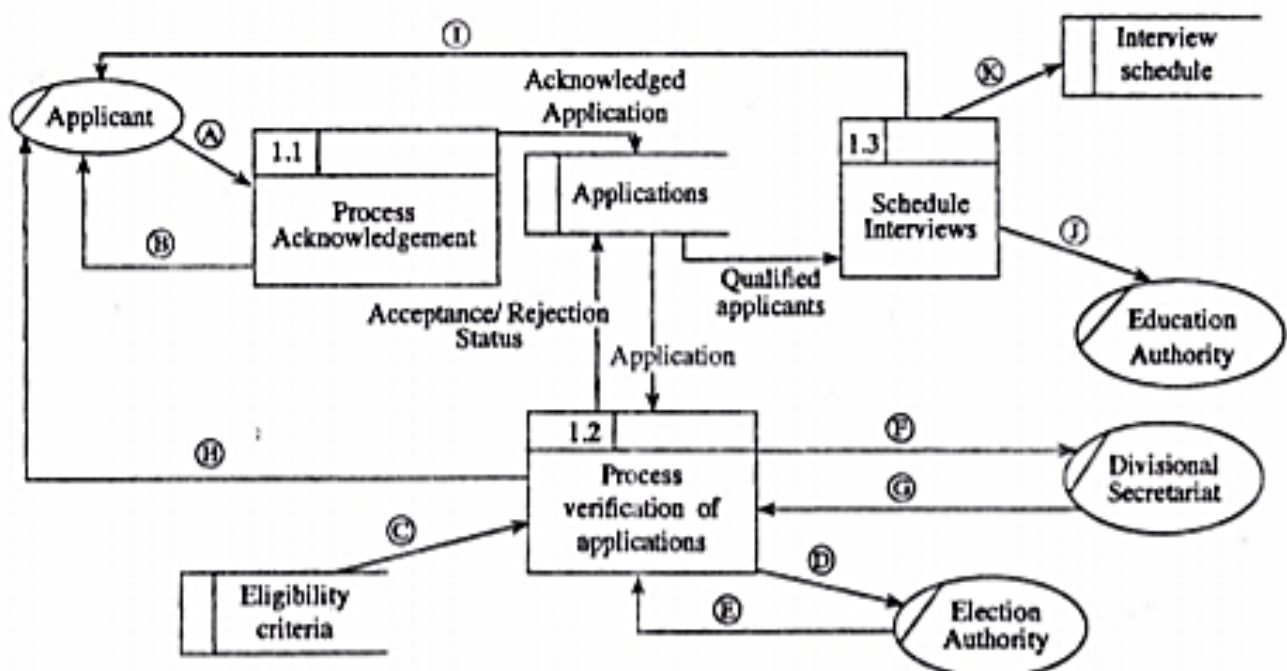 Ⓘ
Interview
schedule
Ⓚ
Acknowledged
Application
Applicant
Ⓐ
1.1
Process
Acknowledgement
Applications
1.3
Schedule
Interviews
Ⓑ
Ⓙ
Qualified
applicants
Acceptance/ Rejection
Status
Education
Authority
Application
1.2
Process
verification of
applications
Ⓕ
Divisional
Secretariat
Ⓗ
Ⓖ
Ⓒ
Ⓓ
Eligibility
criteria
Ⓔ
Election
Authority